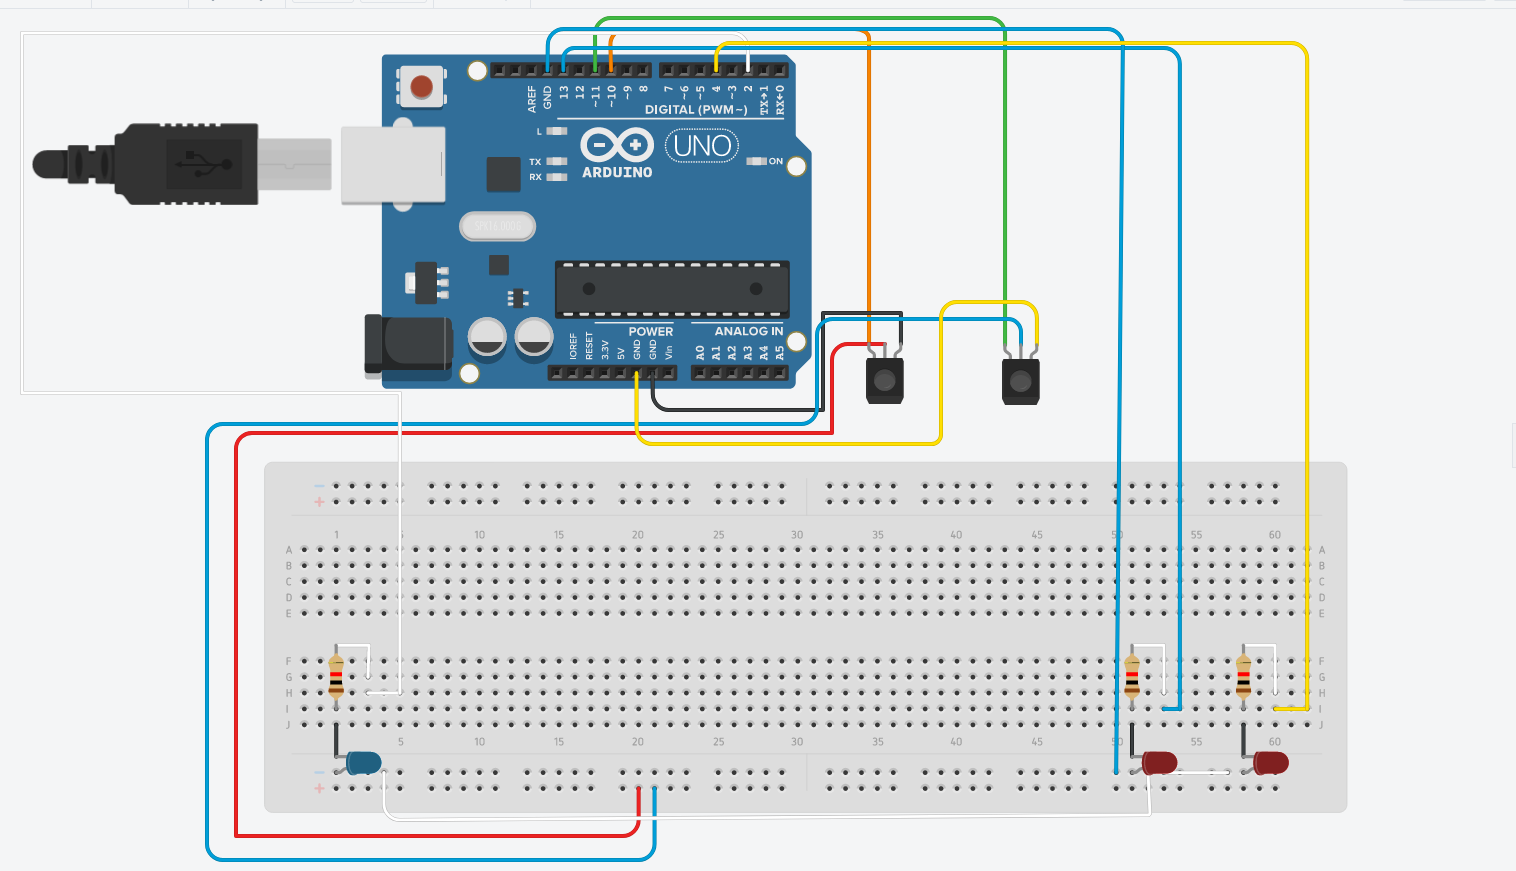 AREF
GND
13
12
~11
~10
~9
8
7
~6
~5
4
~3
2
TX→1
RX←0
DIGITAL (PWM~)
L
TX
RX
ARDUINO
UNO
ON
POWER
ANALOG IN
IOREF
RESET
3.3V
5V
GND
GND
Vin
A0
A1
A2
A3
A4
A5
−
+
1 5 10 15 20 25 30 35 40 45 50 55 60
A A
B B
C C
D D
E E
F F
G G
H H
I I
J J
5 10 15 20 25 30 35 40 45 50 55 60
−
+